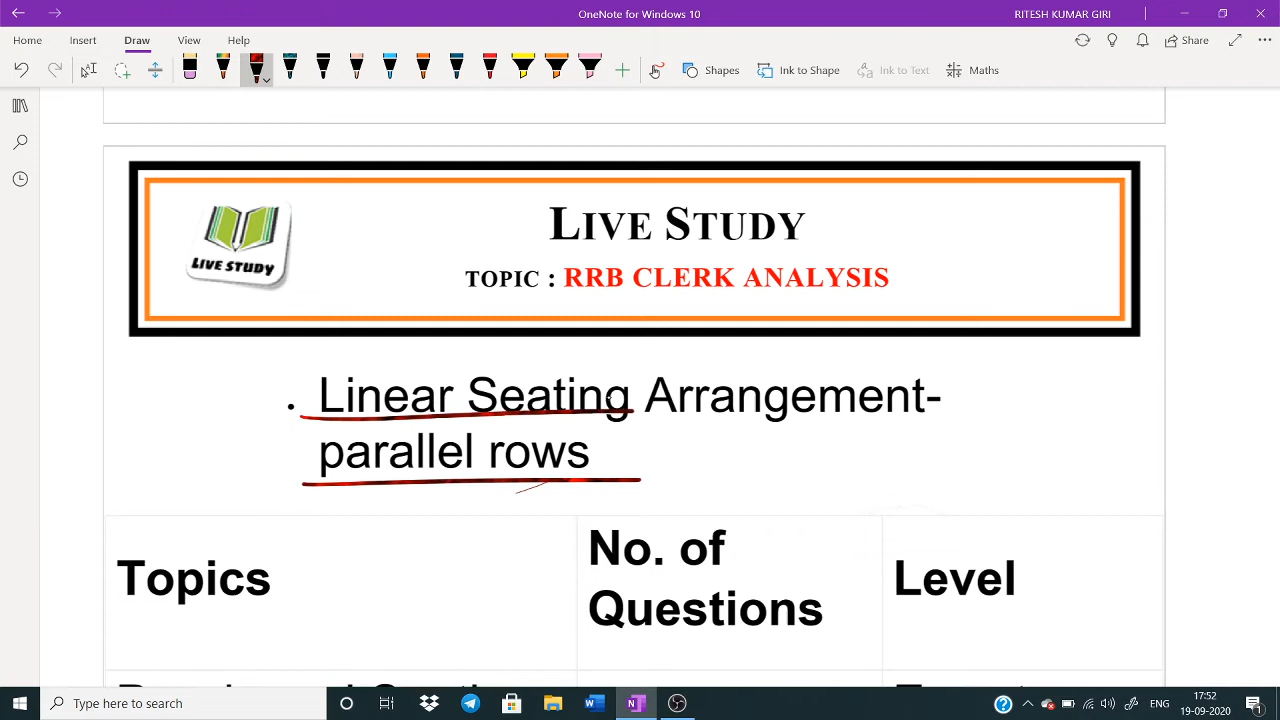 OneNote for Windows 10
RITESH KUMAR GIRI
Home Insert Draw View Help
Share
Shapes
Ink to Shape
Ink to Text
Maths
LIVE STUDY
LIVE STUDY
TOPIC : RRB CLERK ANALYSIS
• Linear Seating Arrangement-
parallel rows
Topics
No. of
Questions
Level
Type here to search
ENG
17:52
19-09-2020